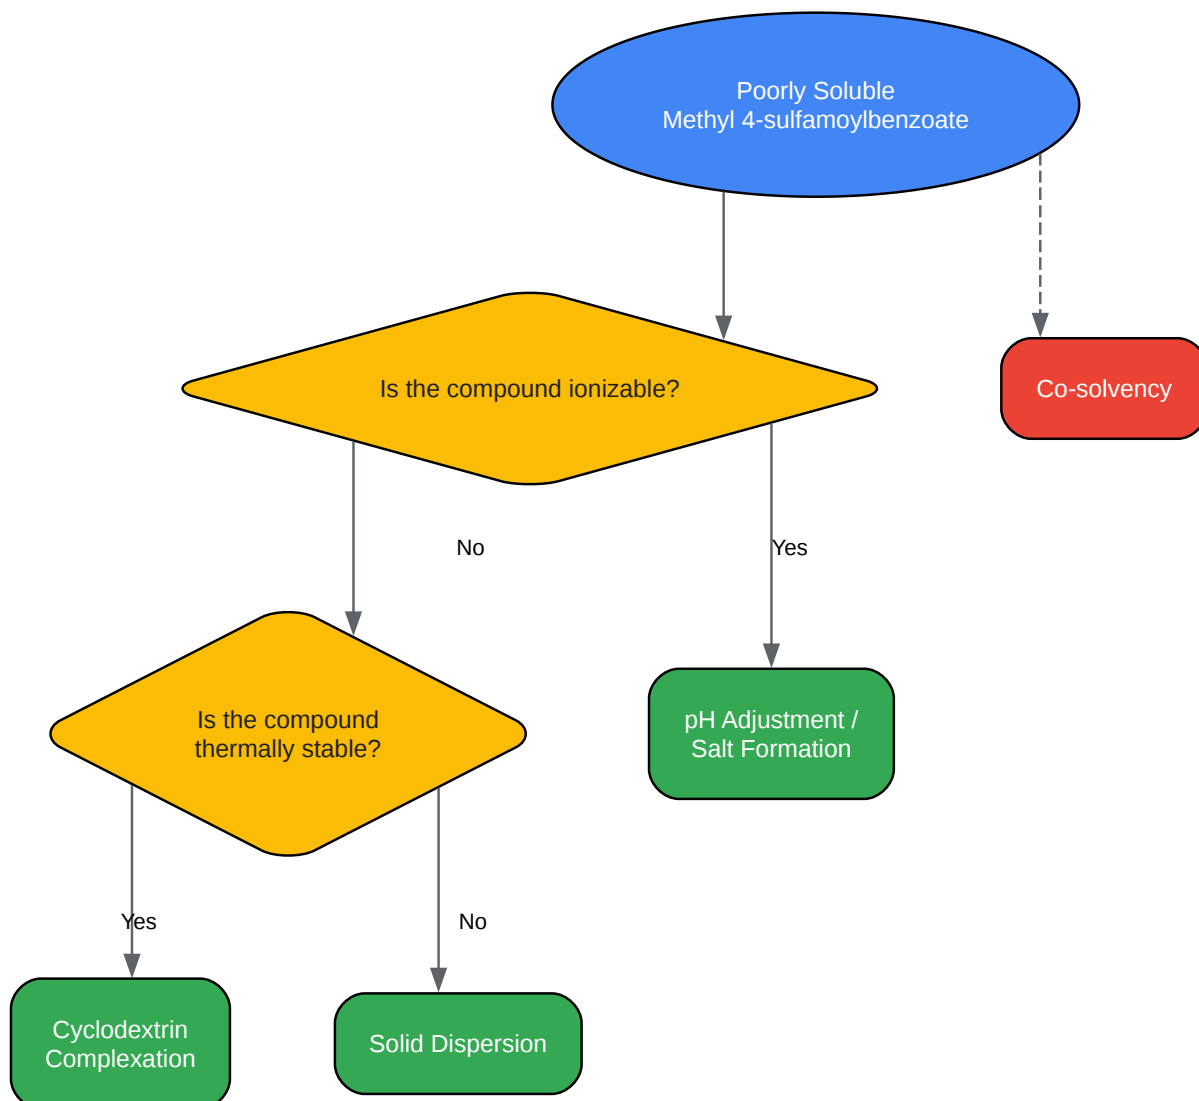 Poorly Soluble
Methyl 4-sulfamoylbenzoate
Is the compound ionizable?
Co-solvency
No
Yes
Is the compound
thermally stable?
pH Adjustment /
Salt Formation
Yes
No
Cyclodextrin
Complexation
Solid Dispersion